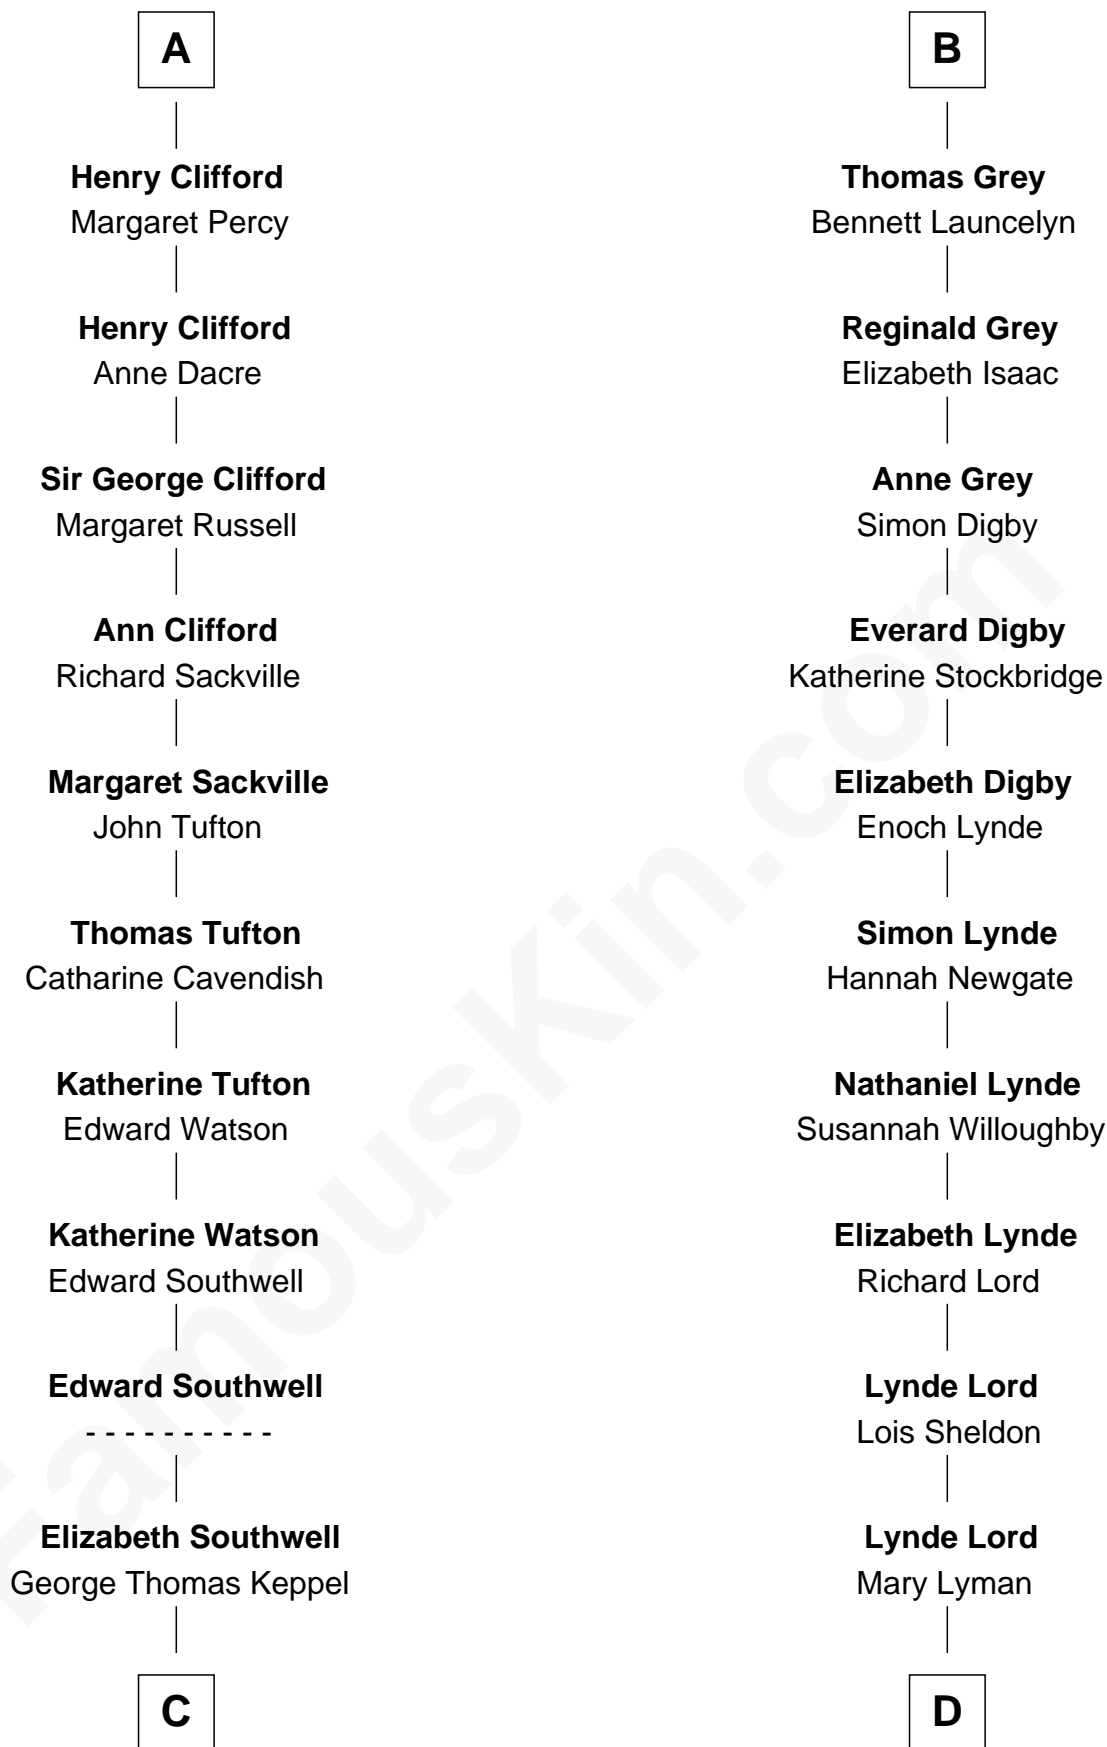 A
Henry Clifford
Margaret Percy
Henry Clifford
Anne Dacre
Sir George Clifford
Margaret Russell
Ann Clifford
Richard Sackville
Margaret Sackville
John Tufton
Thomas Tufton
Catharine Cavendish
Katherine Tufton
Edward Watson
Katherine Watson
Edward Southwell
Edward Southwell
- - - - - - - - - -
Elizabeth Southwell
George Thomas Keppel
C
B
Thomas Grey
Bennett Launcelyn
Reginald Grey
Elizabeth Isaac
Anne Grey
Simon Digby
Everard Digby
Katherine Stockbridge
Elizabeth Digby
Enoch Lynde
Simon Lynde
Hannah Newgate
Nathaniel Lynde
Susannah Willoughby
Elizabeth Lynde
Richard Lord
Lynde Lord
Lois Sheldon
Lynde Lord
Mary Lyman
D
FamousKin.com